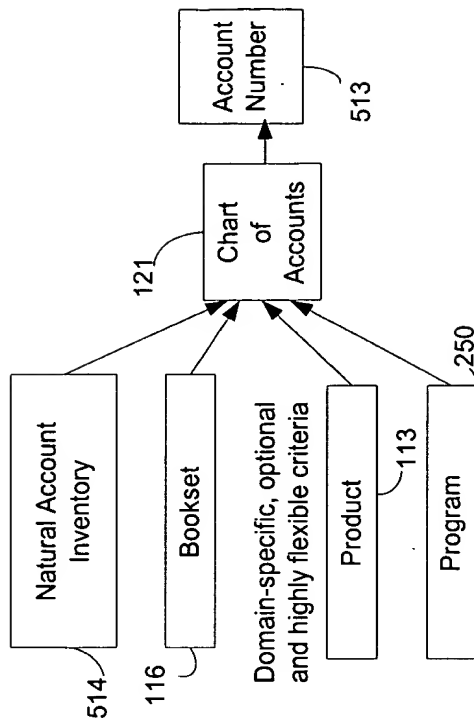 Natural Account
Inventory
514
Bookset
116
Domain-specific, optional
and highly flexible criteria
Product
113
Program
250
121
Chart
of
Accounts
Account
Number
513